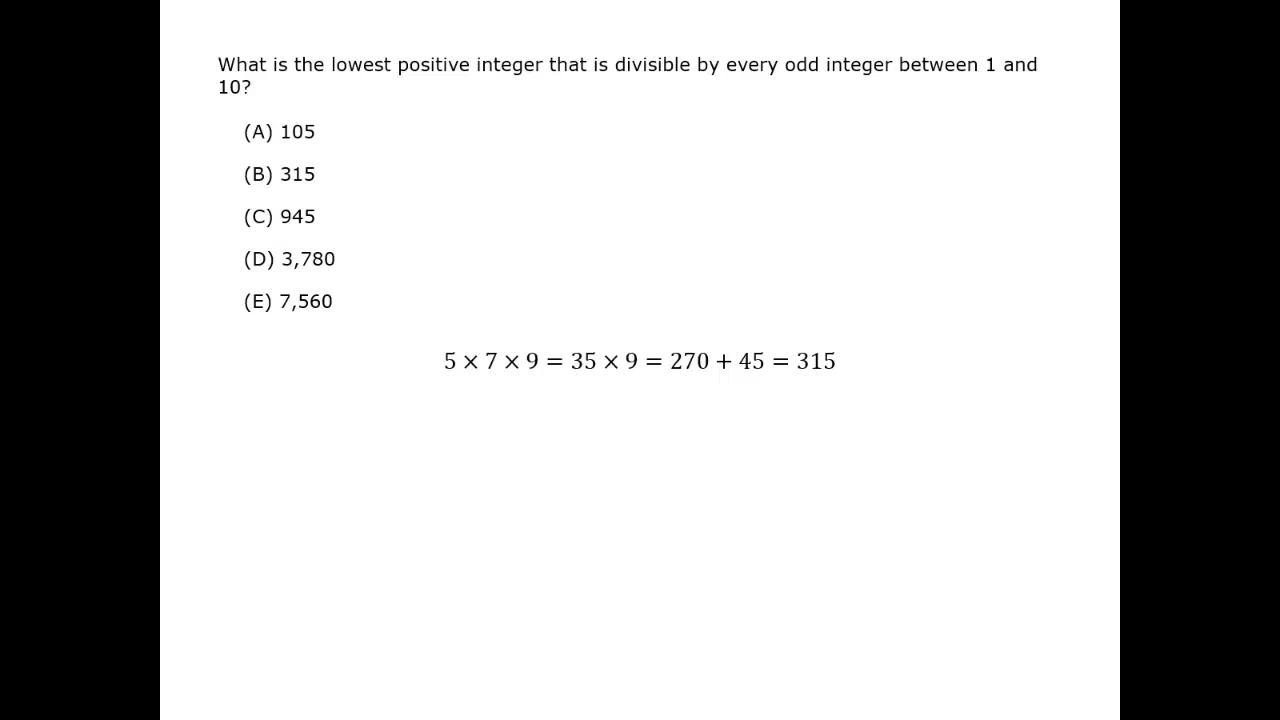 What is the lowest positive integer that is divisible by every odd integer between 1 and
10?
(A) 105
(B) 315
(C) 945
(D) 3,780
(E) 7,560
5 × 7 × 9 = 35 × 9 = 270 + 45 = 315